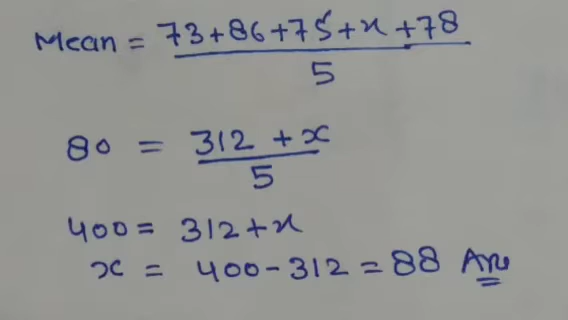 Mean = 73+86+75+x+78
5
80 = 312 + x
5
400 = 312 + x
x = 400 - 312 = 88 Ans